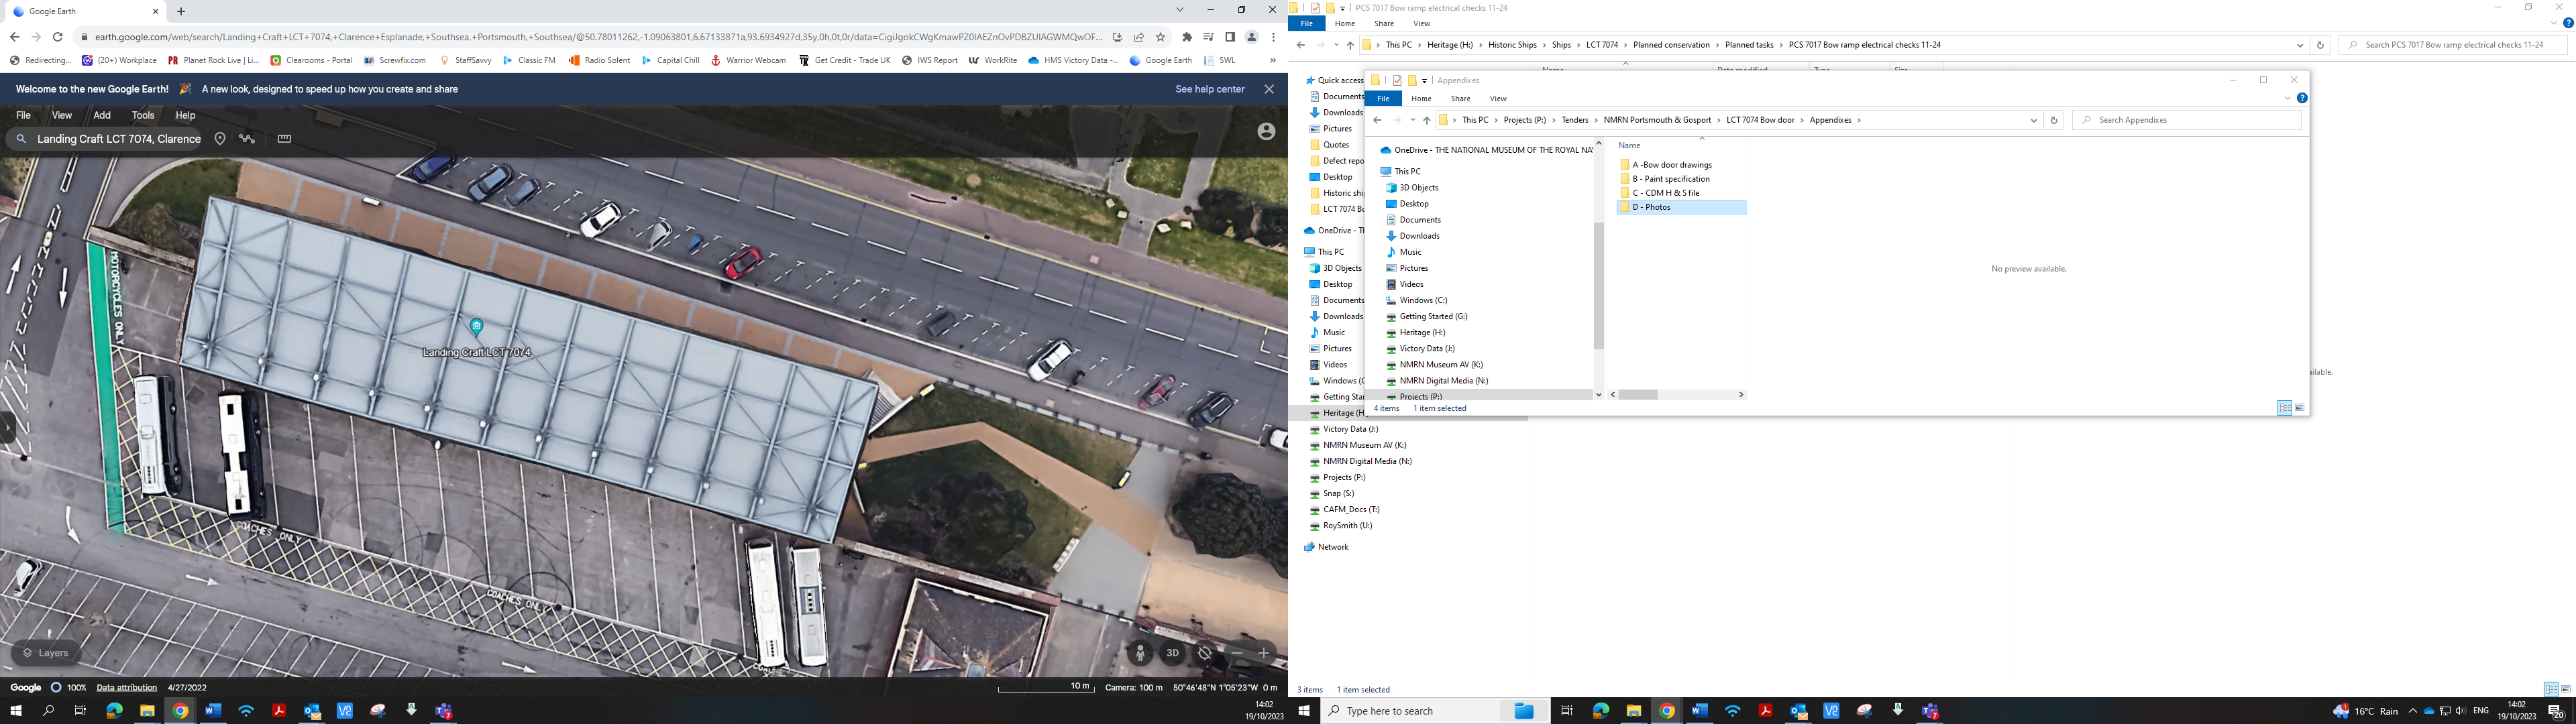 Google Earth
earth.google.com/web/search/Landing+Craft+LCT+7074,+Clarence+Esplanade,+Southsea,+Portsmouth,+Southsea/@50.78011262,-1.09063801,6.67133871a,93.6934927d,35y,0h,0t,0r/data=CigiJgokCWgKmawPZ0lAEZnOvPDBZUlAGWMQwOF...
Redirecting... (20+) Workplace Planet Rock Live | Li... Clearooms - Portal Screwfix.com StaffSavvy Classic FM Radio Solent Capital Chill Warrior Webcam Get Credit - Trade UK IWS Report WorkRite HMS Victory Data -... Google Earth SWL »
Welcome to the new Google Earth! A new look, designed to speed up how you create and share See help center
File View Add Tools Help
Landing Craft LCT 7074, Clarence
MOTORCYCLES ONLY
Landing Craft LCT 7074
COACHES ONLY
COACHES ONLY
Layers
3D
Google 100% Data attribution 4/27/2022 10 m Camera: 100 m 50°46'48"N 1°05'23"W 0 m
14:02
19/10/2023
PCS 7017 Bow ramp electrical checks 11-24
File Home Share View
This PC Heritage (H:) Historic Ships Ships LCT 7074 Planned conservation Planned tasks PCS 7017 Bow ramp electrical checks 11-24
Search PCS 7017 Bow ramp electrical checks 11-24
Quick access
Documents
Downloads
Pictures
Quotes
Defect repo
Desktop
Historic ship
LCT 7074 Bo
OneDrive - T
This PC
3D Objects
Desktop
Documents
Downloads
Music
Pictures
Videos
Windows (C
Getting Star
Heritage (H
Victory Data (J:)
NMRN Museum AV (K:)
NMRN Digital Media (N:)
Projects (P:)
Snap (S:)
CAFM_Docs (T:)
RoySmith (U:)
Network
3 items 1 item selected
Appendixes
File Home Share View
This PC Projects (P:) Tenders NMRN Portsmouth & Gosport LCT 7074 Bow door Appendixes
Search Appendixes
OneDrive - THE NATIONAL MUSEUM OF THE ROYAL NA
This PC
3D Objects
Desktop
Documents
Downloads
Music
Pictures
Videos
Windows (C:)
Getting Started (G:)
Heritage (H:)
Victory Data (J:)
NMRN Museum AV (K:)
NMRN Digital Media (N:)
Projects (P:)
Name
A -Bow door drawings
B - Paint specification
C - CDM H & S file
D - Photos
No preview available.
4 items 1 item selected
ailable.
Type here to search
16°C Rain ENG
14:02
19/10/2023
20